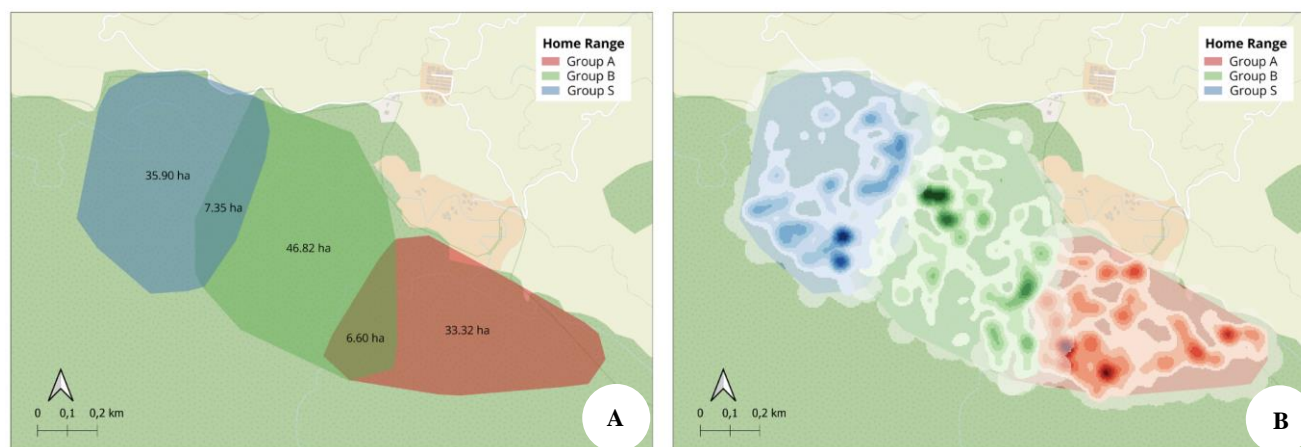 Home Range
Group A
Group B
Group S
35.90 ha
7.35 ha
46.82 ha
6.60 ha
33.32 ha
0 0,1 0,2 km
A
Home Range
Group A
Group B
Group S
0 0,1 0,2 km
B